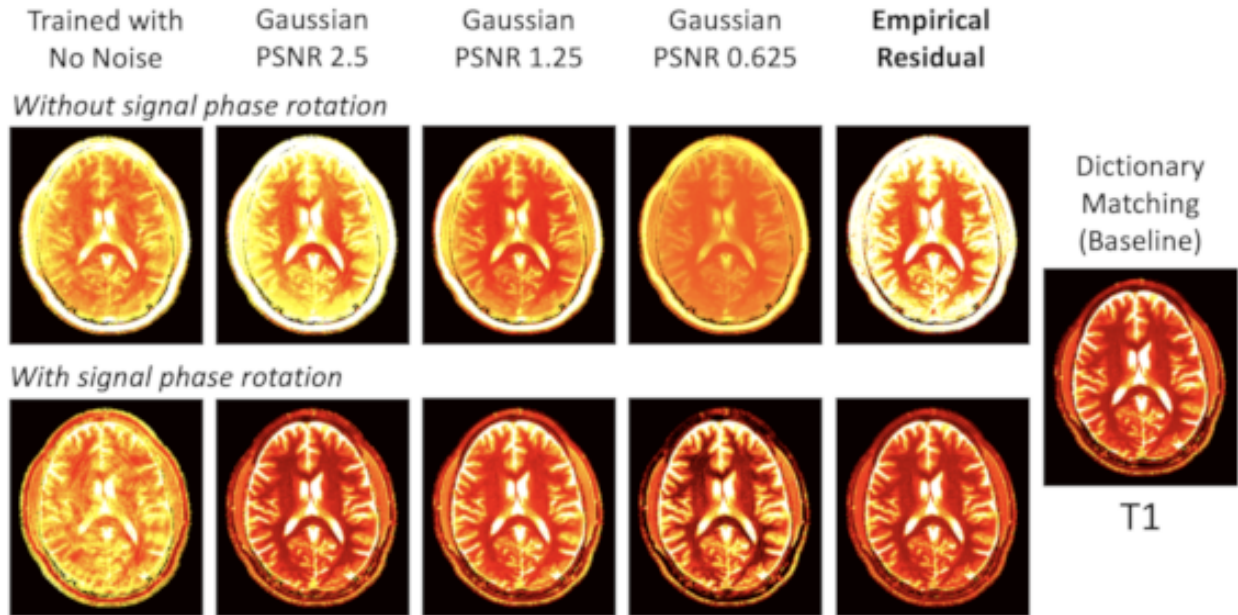 Trained with
No Noise
Gaussian
PSNR 2.5
Gaussian
PSNR 1.25
Gaussian
PSNR 0.625
Empirical
Residual
Without signal phase rotation
With signal phase rotation
Dictionary
Matching
(Baseline)
T1